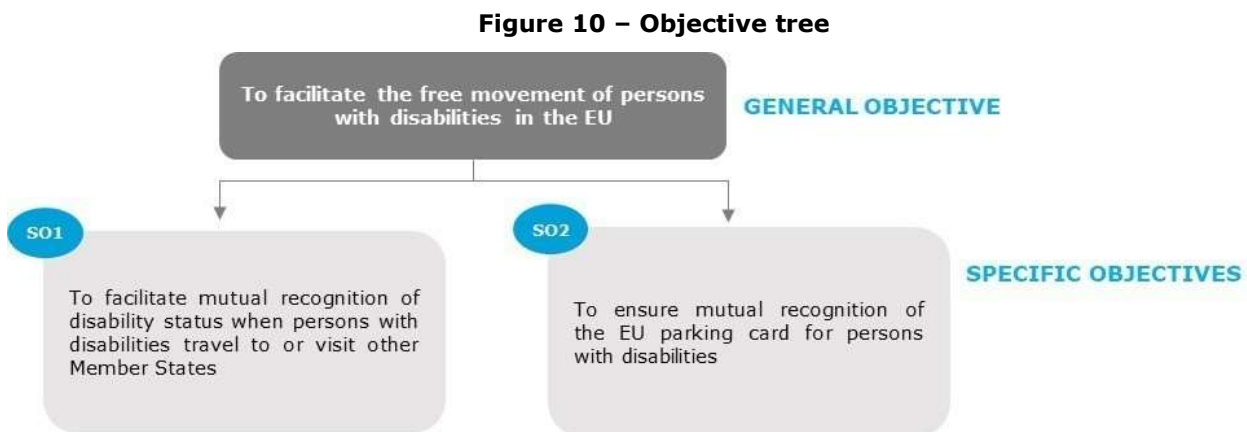 Figure 10 – Objective tree
To facilitate the free movement of persons
with disabilities in the EU
GENERAL OBJECTIVE
SO1
To facilitate mutual recognition of
disability status when persons with
disabilities travel to or visit other
Member States
SO2
To ensure mutual recognition of
the EU parking card for persons
with disabilities
SPECIFIC OBJECTIVES